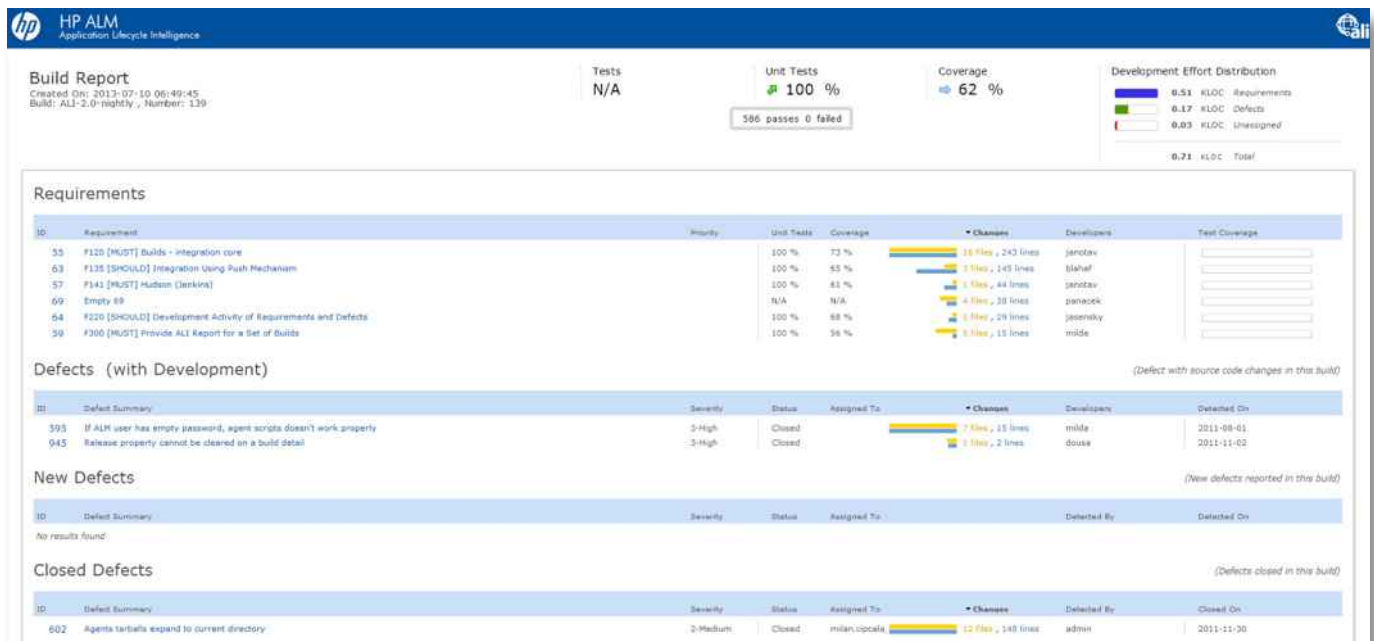 hp HP ALM
Application Lifecycle Intelligence
ali
Build Report
Created On: 2013-07-10 06:49:45
Build: ALI-2.0-nightly , Number: 139
Tests
N/A
Unit Tests
100 %
586 passes 0 failed
Coverage
62 %
Development Effort Distribution
0.51 KLOC Requirements
0.17 KLOC Defects
0.03 KLOC Unassigned
0.71 KLOC Total
Requirements
ID Requirement Priority Unit Tests Coverage Changes Developers Test Coverage
55 F120 [MUST] Builds - integration core 100 % 73 % 16 files , 243 lines janotav
63 F135 [SHOULD] Integration Using Push Mechanism 100 % 65 % 3 files , 145 lines blahaf
57 F141 [MUST] Hudson (Jenkins) 100 % 61 % 1 files , 44 lines janotav
69 Empty 69 N/A N/A 4 files , 38 lines panacek
64 F220 [SHOULD] Development Activity of Requirements and Defects 100 % 68 % 1 files , 29 lines jasensky
59 F300 [MUST] Provide ALI Report for a Set of Builds 100 % 56 % 5 files , 15 lines milda
Defects (with Development) (Defect with source code changes in this build)
ID Defect Summary Severity Status Assigned To Changes Developers Detected On
593 If ALM user has empty password, agent scripts doesn't work properly 3-High Closed 7 files , 15 lines milda 2011-08-01
945 Release property cannot be cleared on a build detail 3-High Closed 1 files , 2 lines dousa 2011-11-02
New Defects (New defects reported in this build)
ID Defect Summary Severity Status Assigned To Detected By Detected On
No results found
Closed Defects (Defects closed in this build)
ID Defect Summary Severity Status Assigned To Changes Detected By Closed On
602 Agents tarballs expand to current directory 2-Medium Closed milan.cipcala 12 files , 148 lines admin 2011-11-30